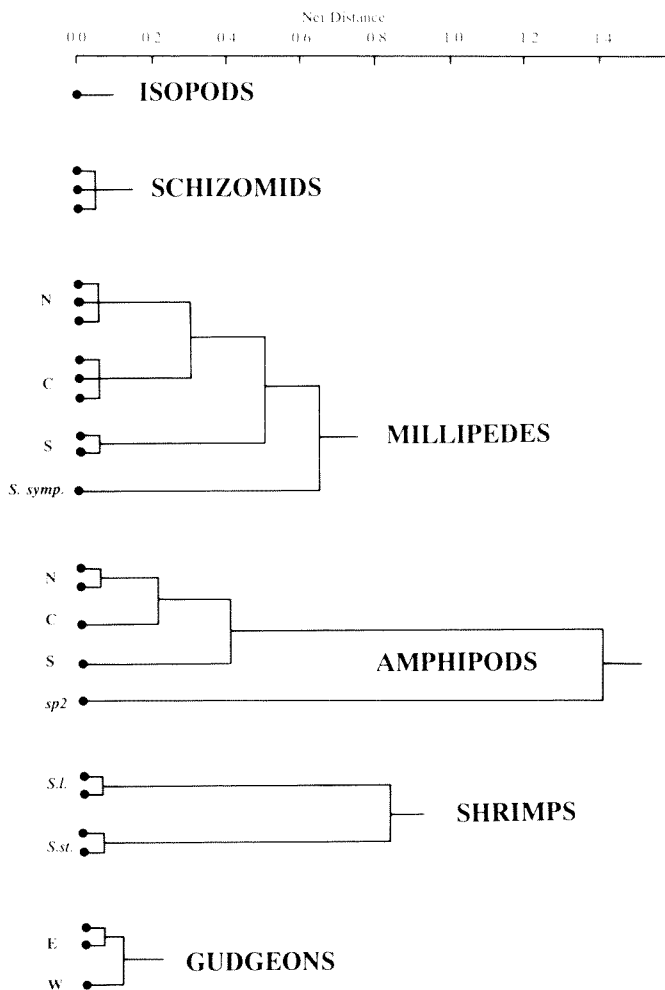 Net Distance
0.0 0.2 0.4 0.6 0.8 1.0 1.2 1.4
ISOPODS
SCHIZOMIDS
N
C
S
MILLIPEDES
S. symp.
N
C
S
AMPHIPODS
sp2
S.l.
SHRIMPS
S.st.
E
GUDGEONS
W